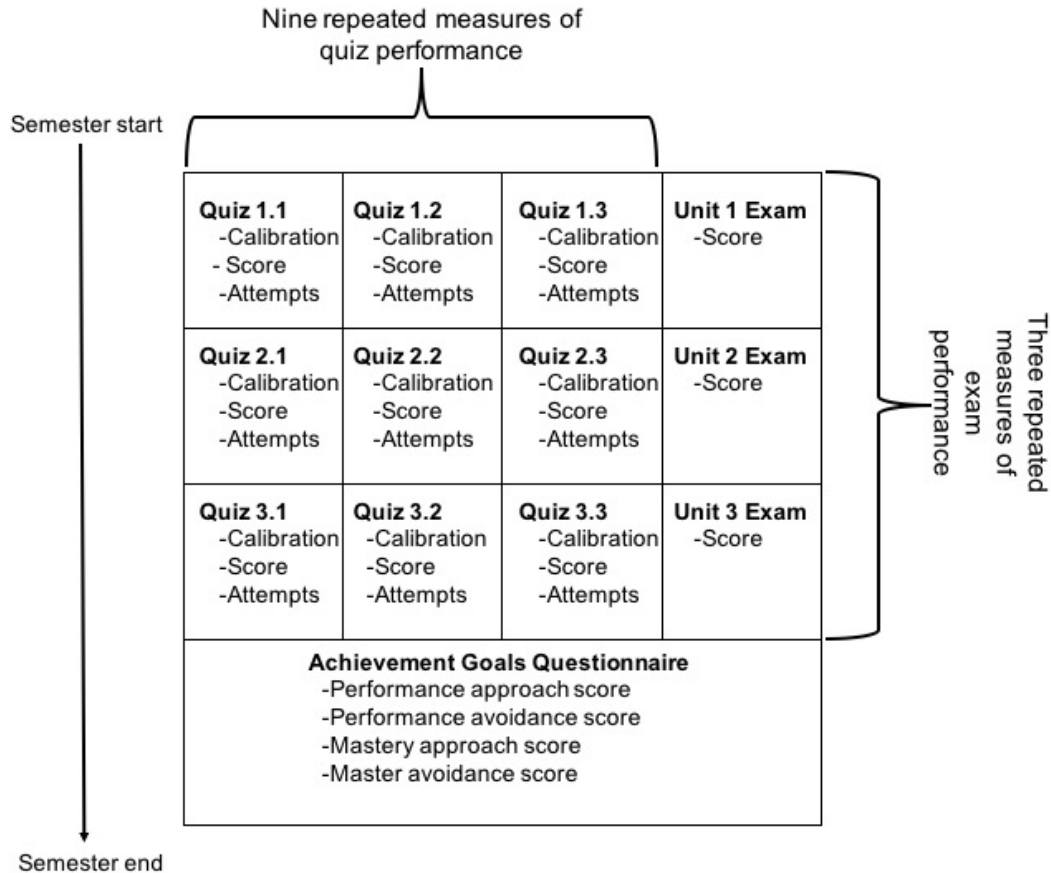 Nine repeated measures of
quiz performance
Semester start
Quiz 1.1
-Calibration
- Score
-Attempts
Quiz 1.2
-Calibration
-Score
-Attempts
Quiz 1.3
-Calibration
-Score
-Attempts
Unit 1 Exam
-Score
Quiz 2.1
-Calibration
-Score
-Attempts
Quiz 2.2
-Calibration
-Score
-Attempts
Quiz 2.3
-Calibration
-Score
-Attempts
Unit 2 Exam
-Score
Quiz 3.1
-Calibration
-Score
-Attempts
Quiz 3.2
-Calibration
-Score
-Attempts
Quiz 3.3
-Calibration
-Score
-Attempts
Unit 3 Exam
-Score
Three repeated
measures of
exam
performance
Achievement Goals Questionnaire
-Performance approach score
-Performance avoidance score
-Mastery approach score
-Master avoidance score
Semester end